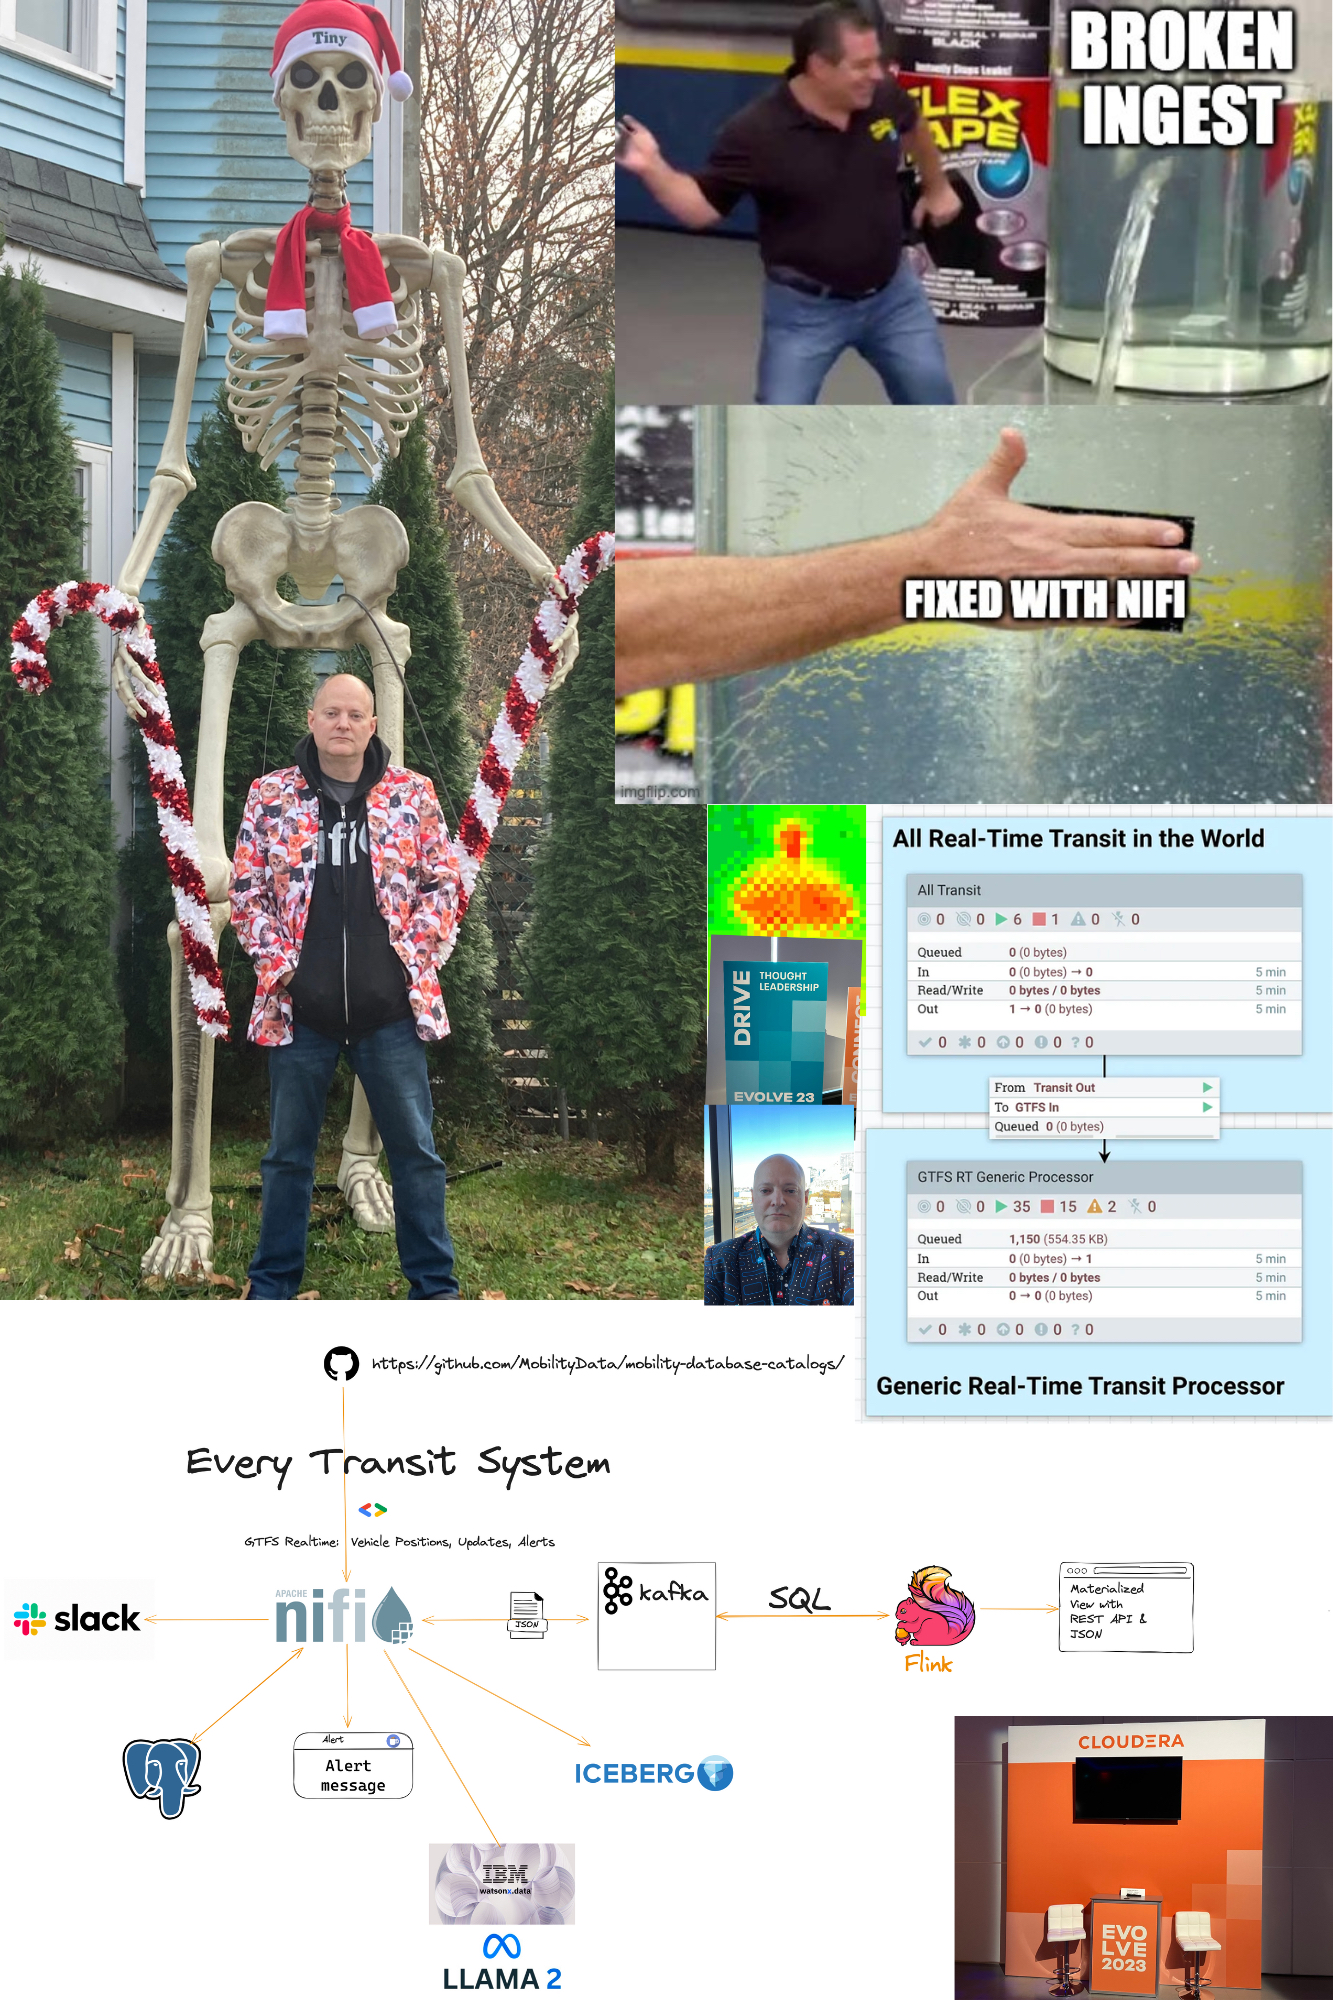 Tiny
BROKEN
INGEST
BLACK
Instantly Stops Leaks!
FLEX
TAPE
BLACK
FIXED WITH NIFI
imgflip.com
nifi
DRIVE
THOUGHT
LEADERSHIP
CONNECT
EVOLVE 23
All Real-Time Transit in the World
All Transit
0 0 6 1 0 0
Queued 0 (0 bytes)
In 0 (0 bytes) → 0 5 min
Read/Write 0 bytes / 0 bytes 5 min
Out 1 → 0 (0 bytes) 5 min
0 0 0 0 ? 0
From Transit Out
To GTFS In
Queued 0 (0 bytes)
GTFS RT Generic Processor
0 0 35 15 2 0
Queued 1,150 (554.35 KB)
In 0 (0 bytes) → 1 5 min
Read/Write 0 bytes / 0 bytes 5 min
Out 0 → 0 (0 bytes) 5 min
0 0 0 0 ? 0
Generic Real-Time Transit Processor
https://github.com/MobilityData/mobility-database-catalogs/
Every Transit System
GTFS Realtime: Vehicle Positions, Updates, Alerts
slack
APACHE
nifi
JSON
kafka
SQL
Flink
Materialized
View with
REST API &
JSON
Alert
Alert
message
ICEBERG
IBM
watsonx.data
LLAMA 2
CLOUDERA
EVO
LVE
2023